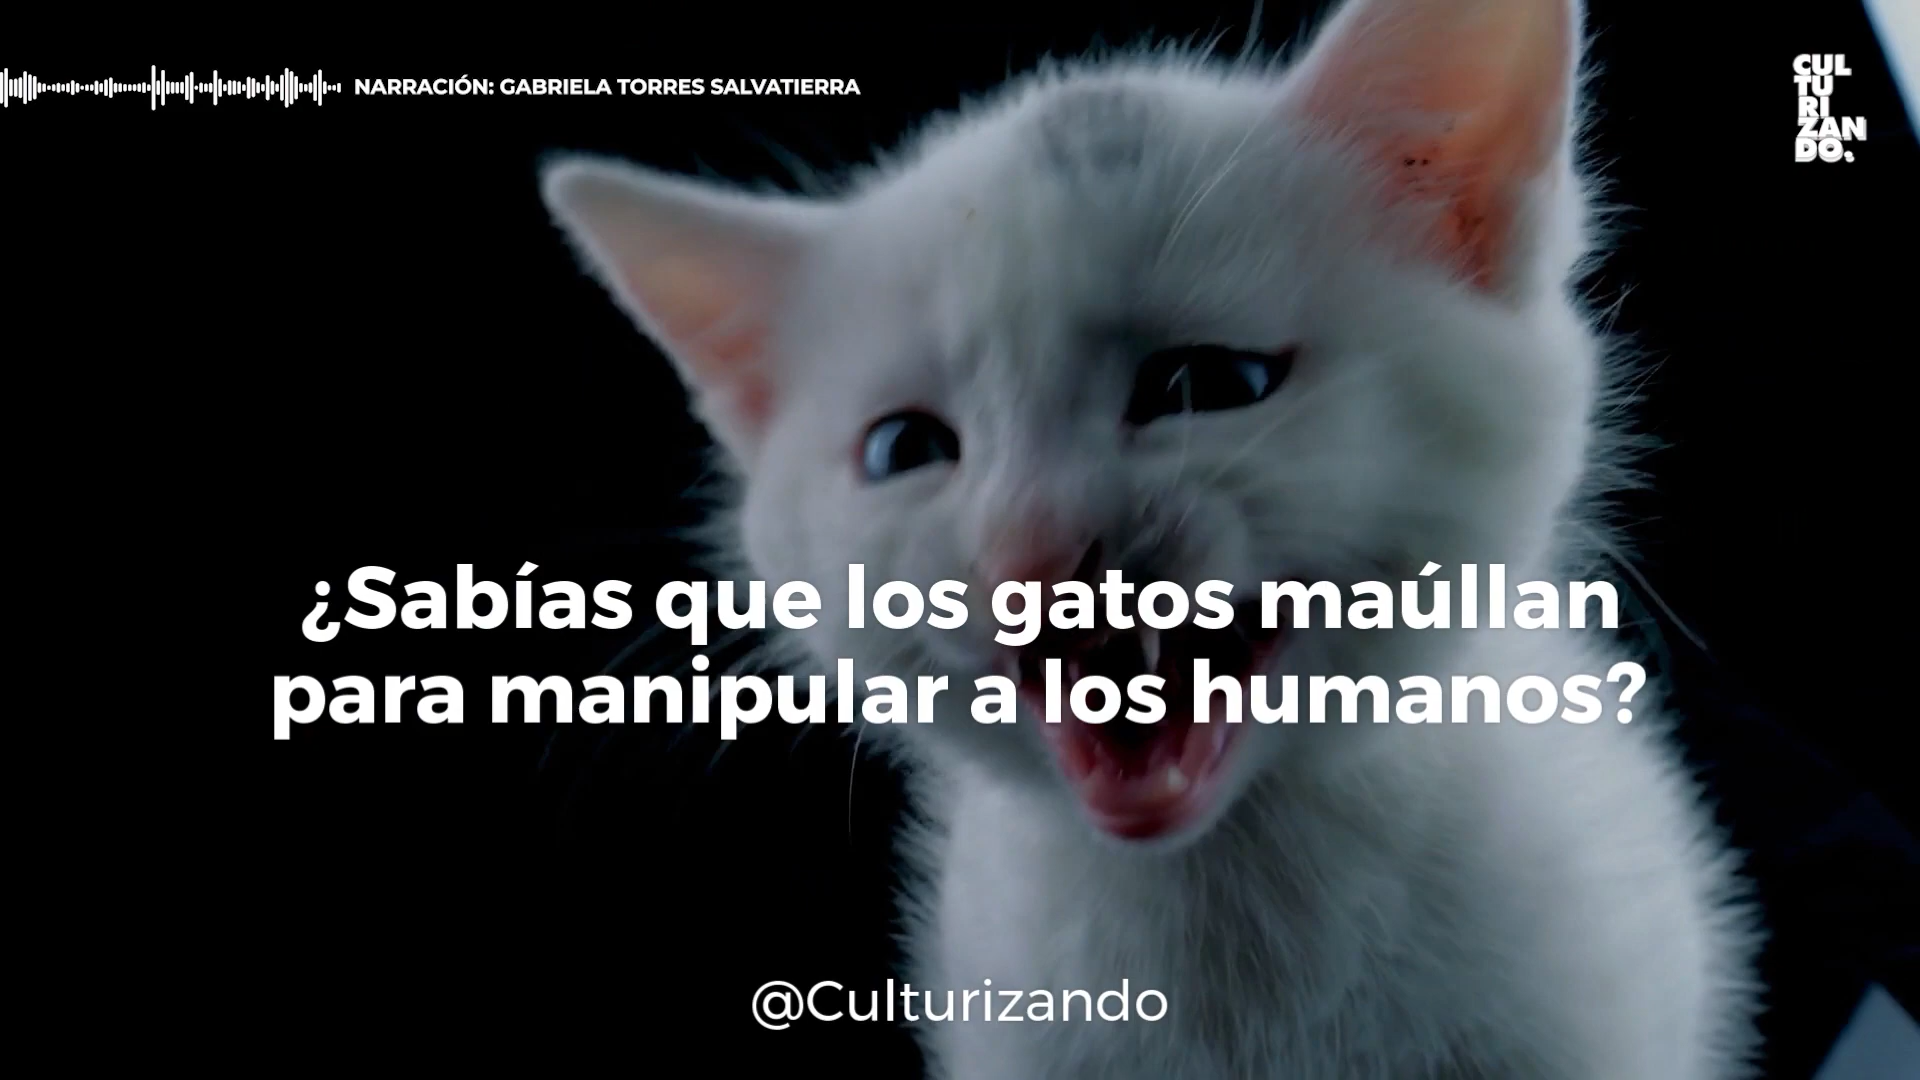 NARRACIÓN: GABRIELA TORRES SALVATIERRA
CUL
TU
RI
ZAN
DO.
¿Sabías que los gatos maúllan
para manipular a los humanos?
@Culturizando